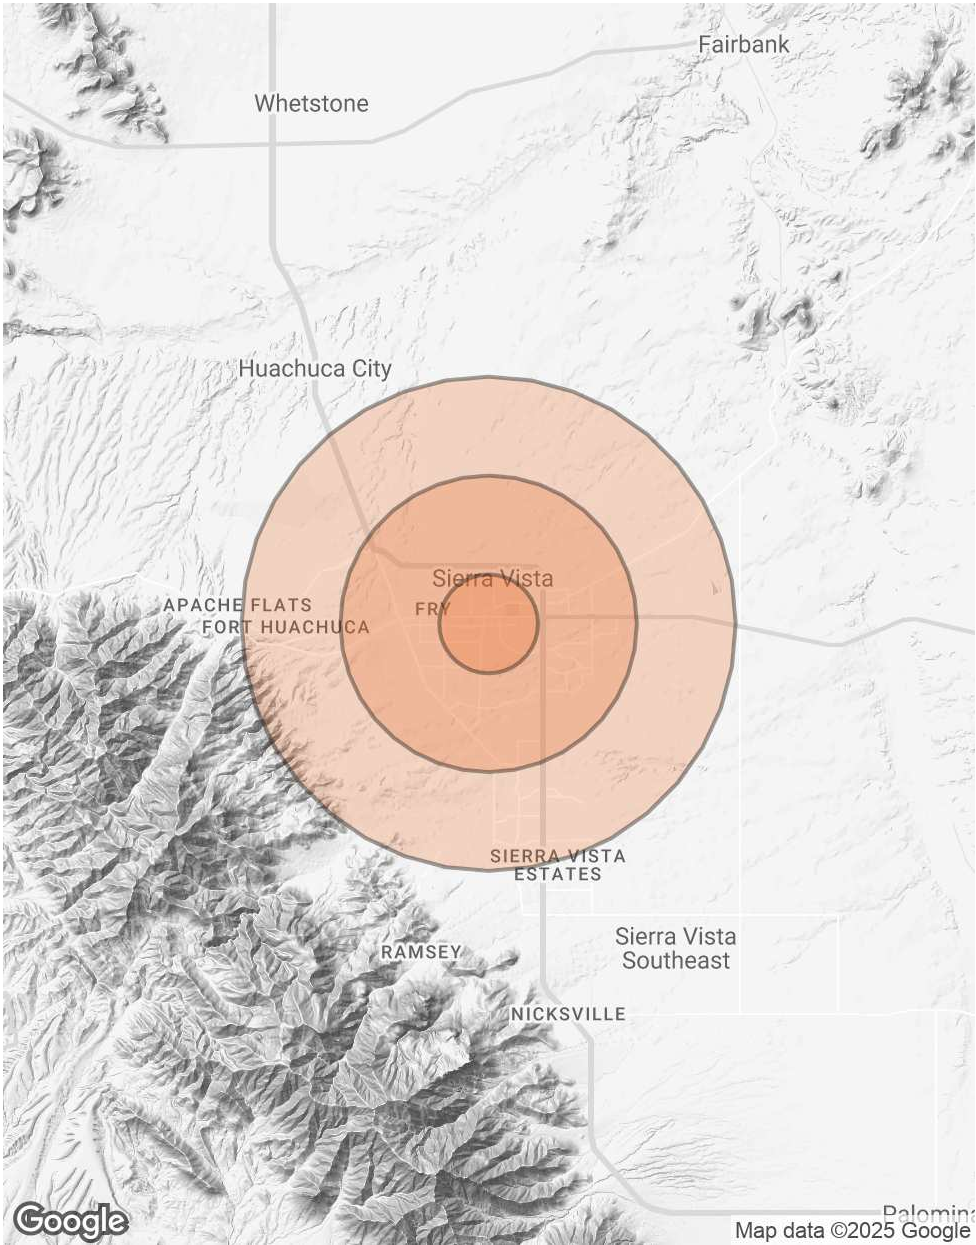 Fairbank
Whetstone
Huachuca City
Sierra Vista
FRY
APACHE FLATS
FORT HUACHUCA
SIERRA VISTA
ESTATES
Sierra Vista
Southeast
RAMSEY
NICKSVILLE
Palomina
Google
Map data ©2025 Google